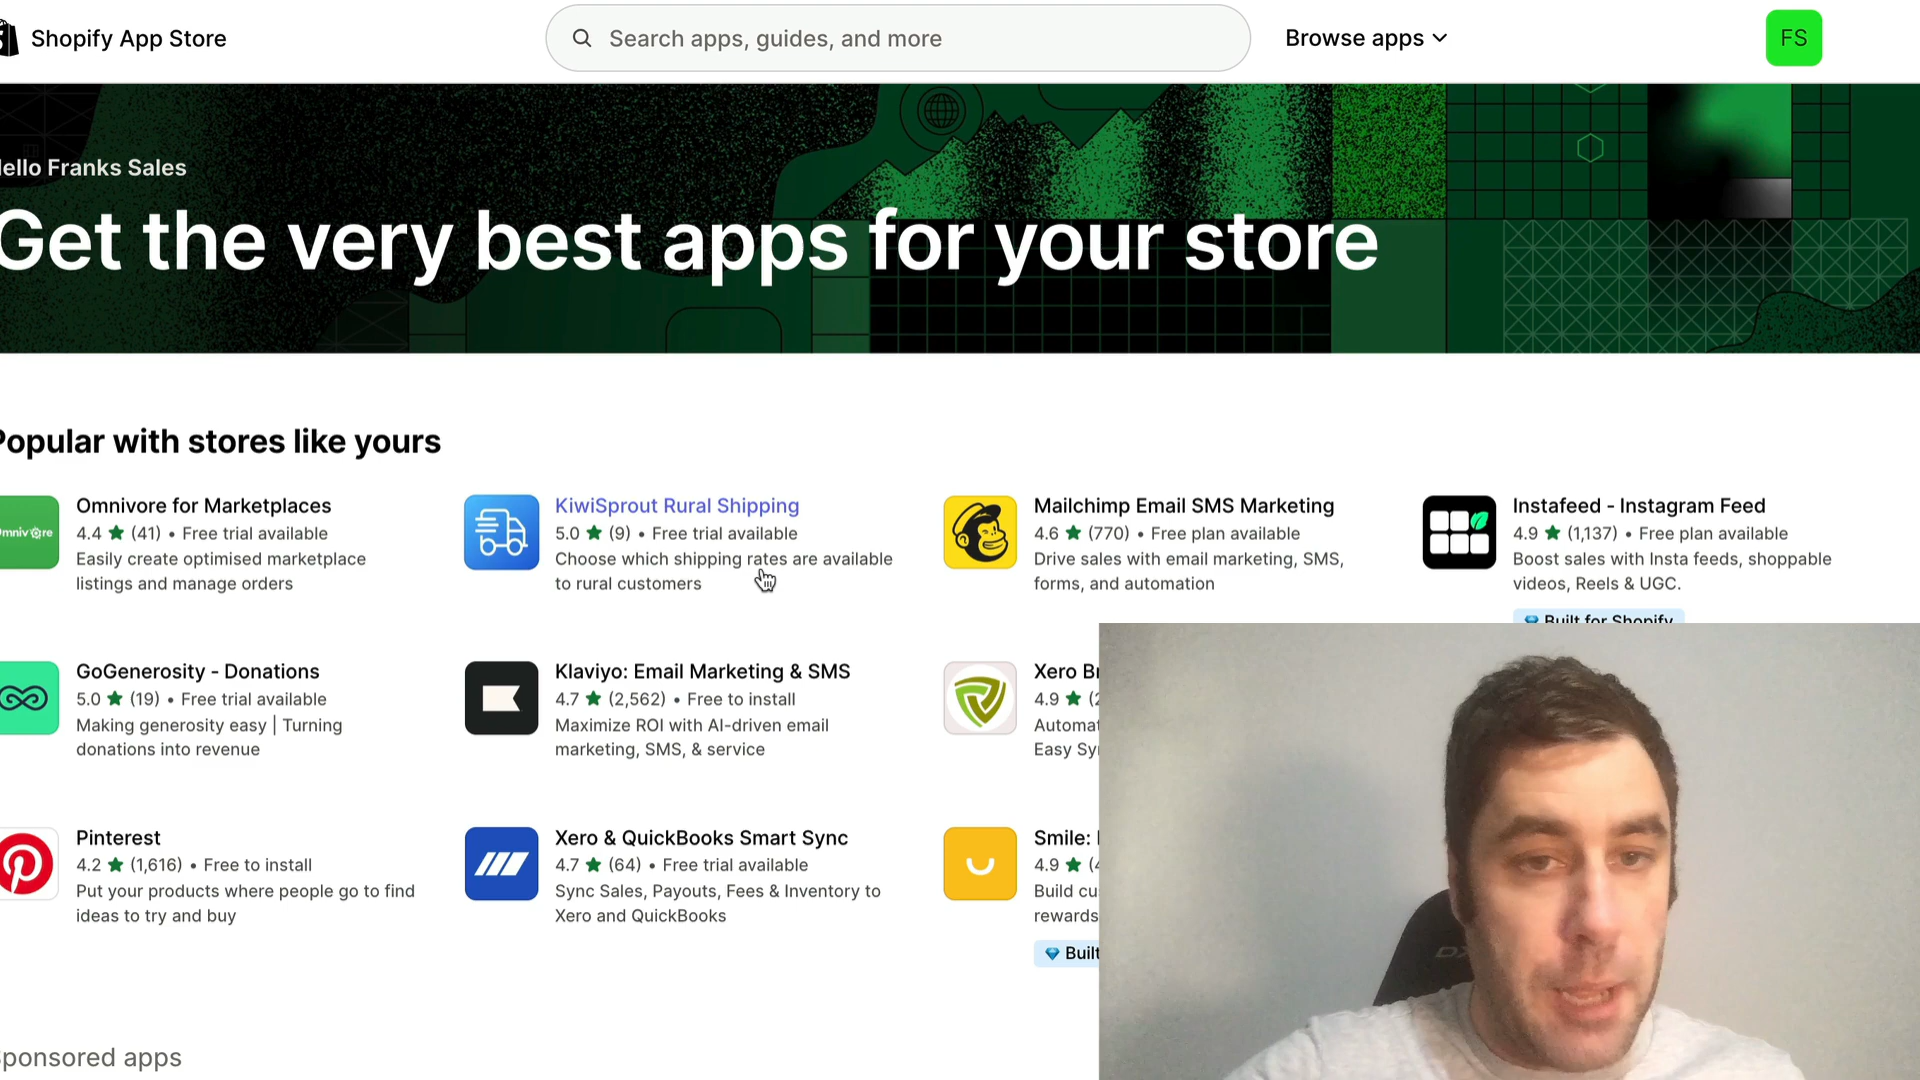 Shopify App Store
Search apps, guides, and more
Browse apps
FS
ello Franks Sales
Get the very best apps for your store
Popular with stores like yours
Omnivore for Marketplaces
4.4 ★ (41) • Free trial available
Easily create optimised marketplace
listings and manage orders
KiwiSprout Rural Shipping
5.0 ★ (9) • Free trial available
Choose which shipping rates are available
to rural customers
Mailchimp Email SMS Marketing
4.6 ★ (770) • Free plan available
Drive sales with email marketing, SMS,
forms, and automation
Instafeed - Instagram Feed
4.9 ★ (1,137) • Free plan available
Boost sales with Insta feeds, shoppable
videos, Reels & UGC.
Built for Shopify
GoGenerosity - Donations
5.0 ★ (19) • Free trial available
Making generosity easy | Turning
donations into revenue
Klaviyo: Email Marketing & SMS
4.7 ★ (2,562) • Free to install
Maximize ROI with AI-driven email
marketing, SMS, & service
Xero Br
4.9 ★ (2
Automat
Easy Sy
Pinterest
4.2 ★ (1,616) • Free to install
Put your products where people go to find
ideas to try and buy
Xero & QuickBooks Smart Sync
4.7 ★ (64) • Free trial available
Sync Sales, Payouts, Fees & Inventory to
Xero and QuickBooks
Smile:
4.9 ★ (4
Build cu
rewards
Built
ponsored apps